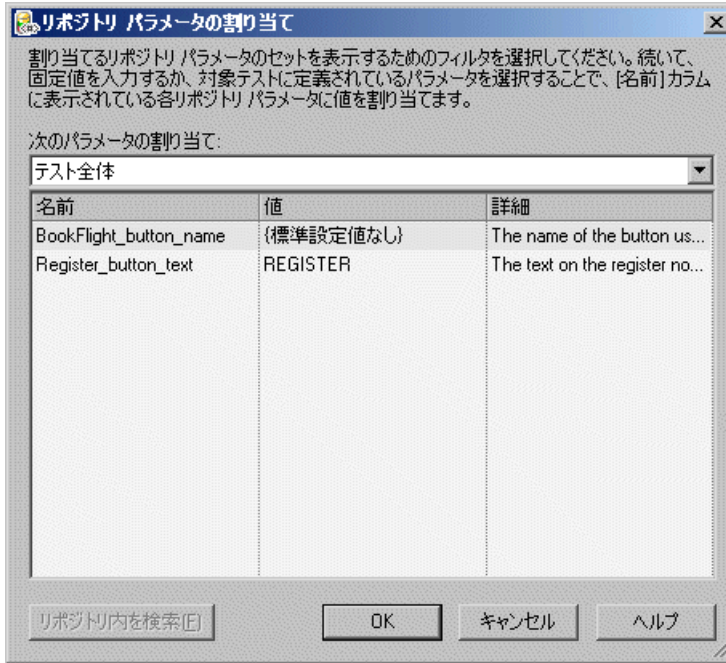 リポジトリ パラメータの割り当て
割り当てるリポジトリ パラメータのセットを表示するためのフィルタを選択してください。続いて、
固定値を入力するか、対象テストに定義されているパラメータを選択することで、[名前]カラム
に表示されている各リポジトリ パラメータに値を割り当てます。
次のパラメータの割り当て:
テスト全体
名前 値 詳細
BookFlight_button_name {標準設定値なし} The name of the button us...
Register_button_text REGISTER The text on the register no...
リポジトリ内を検索(F) OK キャンセル ヘルプ